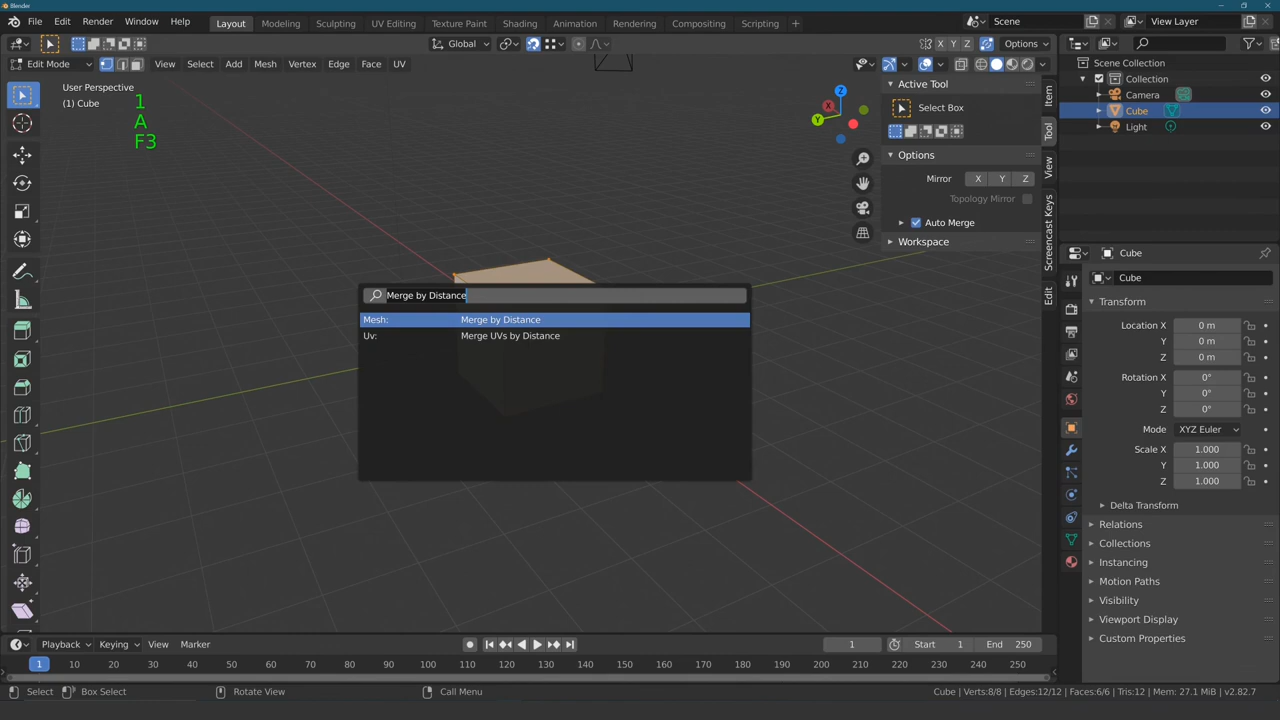 Blender
File Edit Render Window Help
Layout Modeling Sculpting UV Editing Texture Paint Shading Animation Rendering Compositing Scripting +
Scene
View Layer
Global
X Y Z
Options
Edit Mode
View Select Add Mesh Vertex Edge Face UV
User Perspective
(1) Cube
1
A
F3
Z
X
Y
Active Tool
Select Box
Options
Mirror X Y Z
Topology Mirror
Auto Merge
Workspace
Item
Tool
View
Screencast Keys
Edit
Scene Collection
Collection
Camera
Cube
Light
Merge by Distance
Mesh: Merge by Distance
Uv: Merge UVs by Distance
Cube
Cube
Transform
Location X 0 m
Y 0 m
Z 0 m
Rotation X 0°
Y 0°
Z 0°
Mode XYZ Euler
Scale X 1.000
Y 1.000
Z 1.000
Delta Transform
Relations
Collections
Instancing
Motion Paths
Visibility
Viewport Display
Custom Properties
Playback Keying View Marker
1 Start 1 End 250
1 10 20 30 40 50 60 70 80 90 100 110 120 130 140 150 160 170 180 190 200 210 220 230 240 250
Select Box Select Rotate View Call Menu
Cube | Verts:8/8 | Edges:12/12 | Faces:6/6 | Tris:12 | Mem: 27.1 MiB | v2.82.7